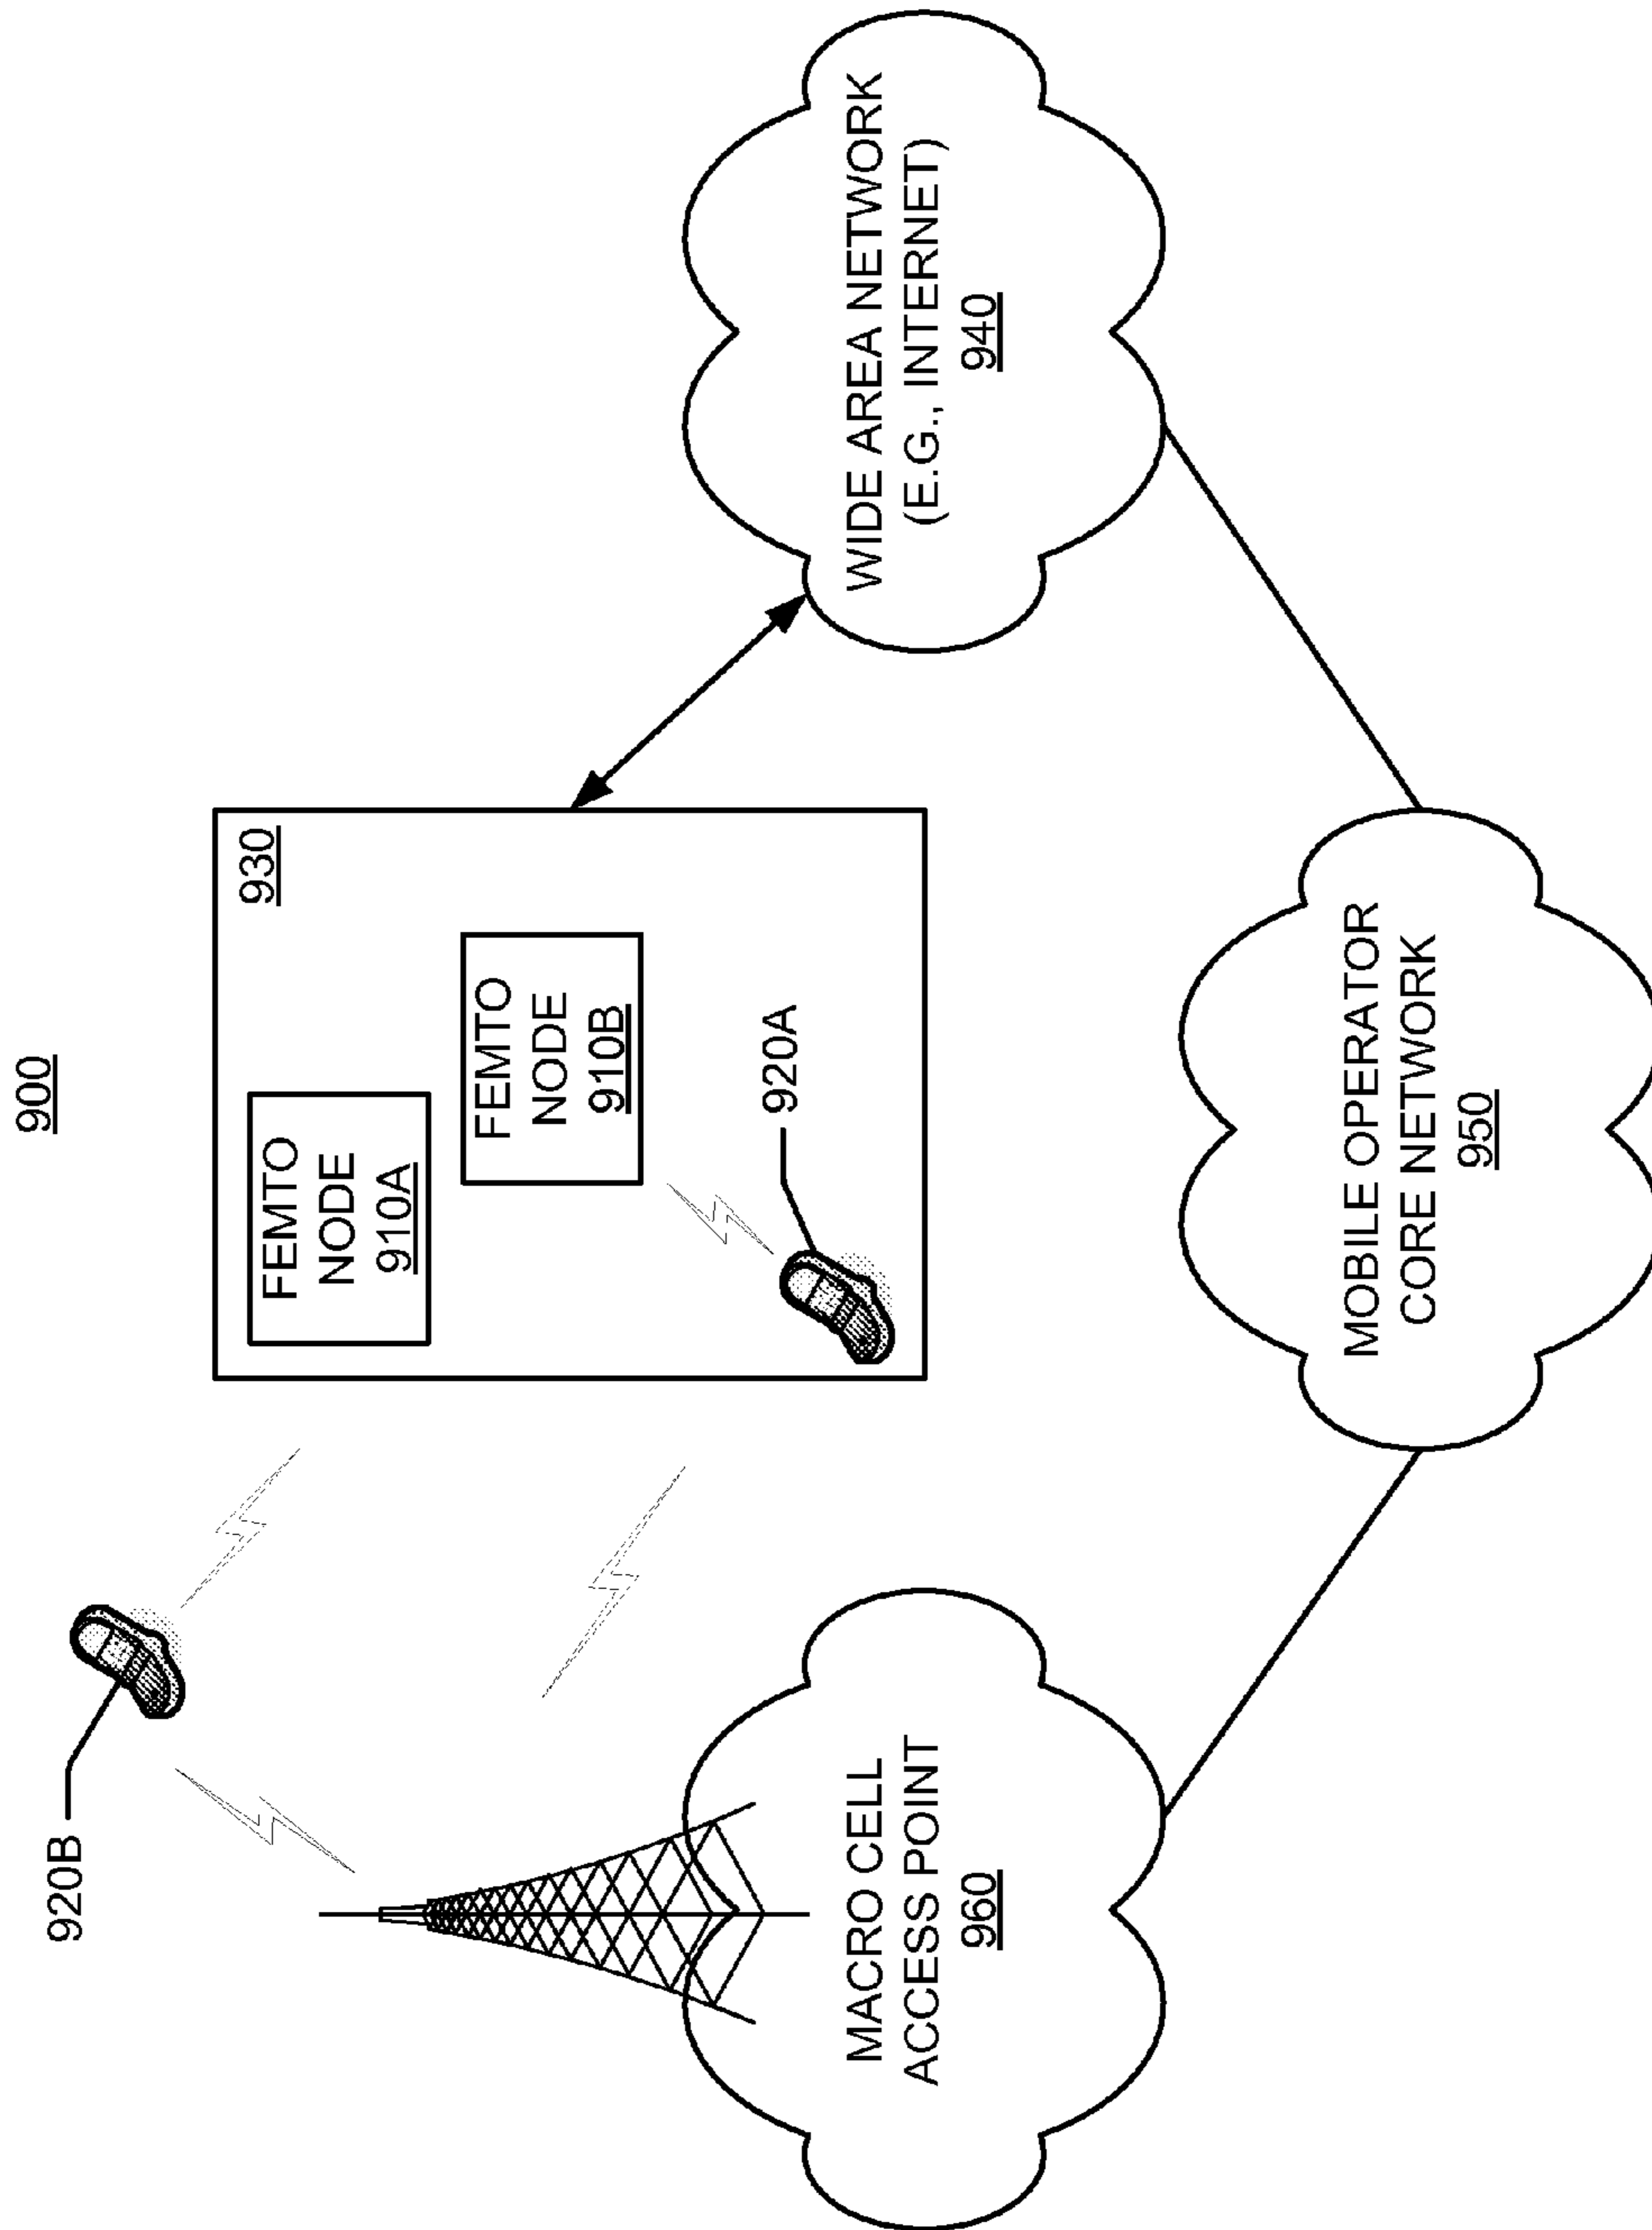 900
920B
FEMTO
NODE
910A
930
FEMTO
NODE
910B
920A
MACRO CELL
ACCESS POINT
960
WIDE AREA NETWORK
(E.G., INTERNET)
940
MOBILE OPERATOR
CORE NETWORK
950